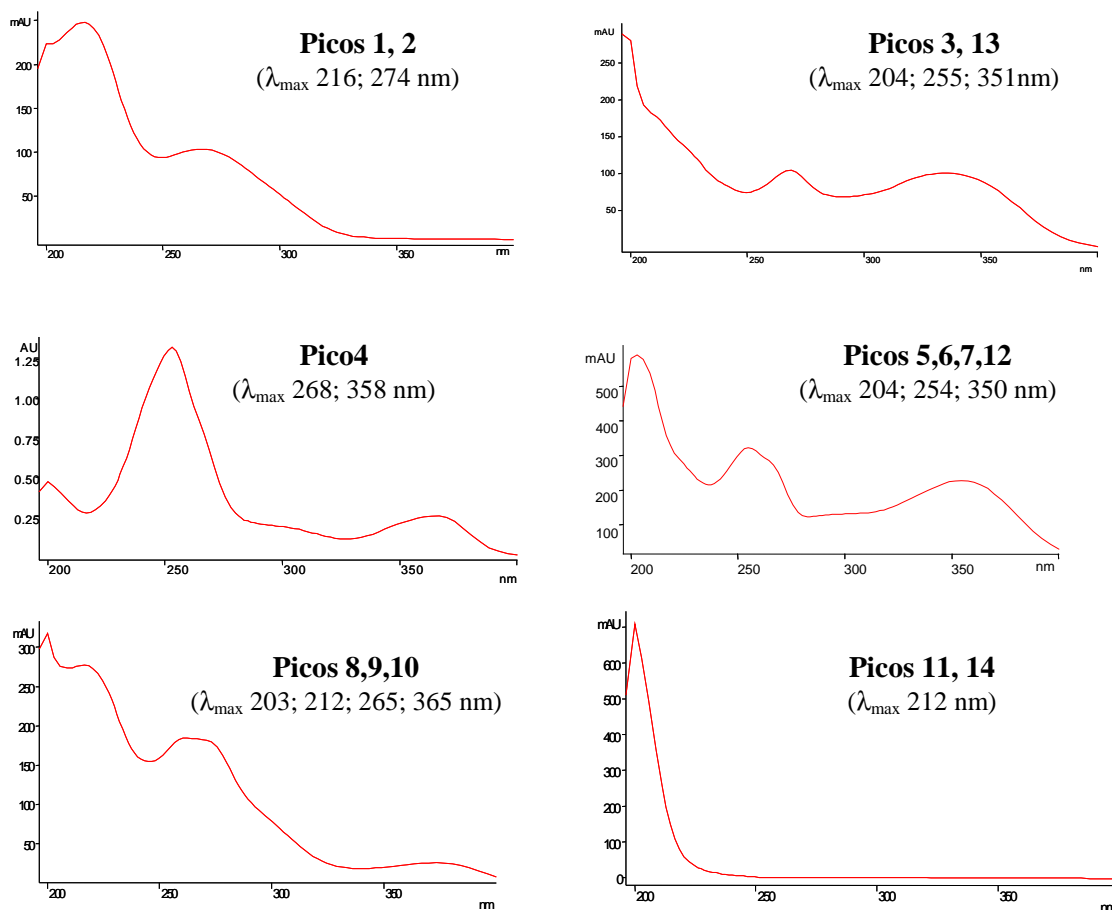 mAU
200
150
100
50
200
250
300
350
nm
Picos 1, 2
(λmax 216; 274 nm)
mAU
250
200
150
100
50
200
250
300
350
nm
Picos 3, 13
(λmax 204; 255; 351nm)
AU
1.25
1.00
0.75
0.50
0.25
200
250
300
350
nm
Pico4
(λmax 268; 358 nm)
mAU
500
400
300
200
100
200
250
300
350
nm
Picos 5,6,7,12
(λmax 204; 254; 350 nm)
mAU
300
250
200
150
100
50
200
250
300
350
nm
Picos 8,9,10
(λmax 203; 212; 265; 365 nm)
mAU
600
500
400
300
200
100
0
200
250
300
350
nm
Picos 11, 14
(λmax 212 nm)